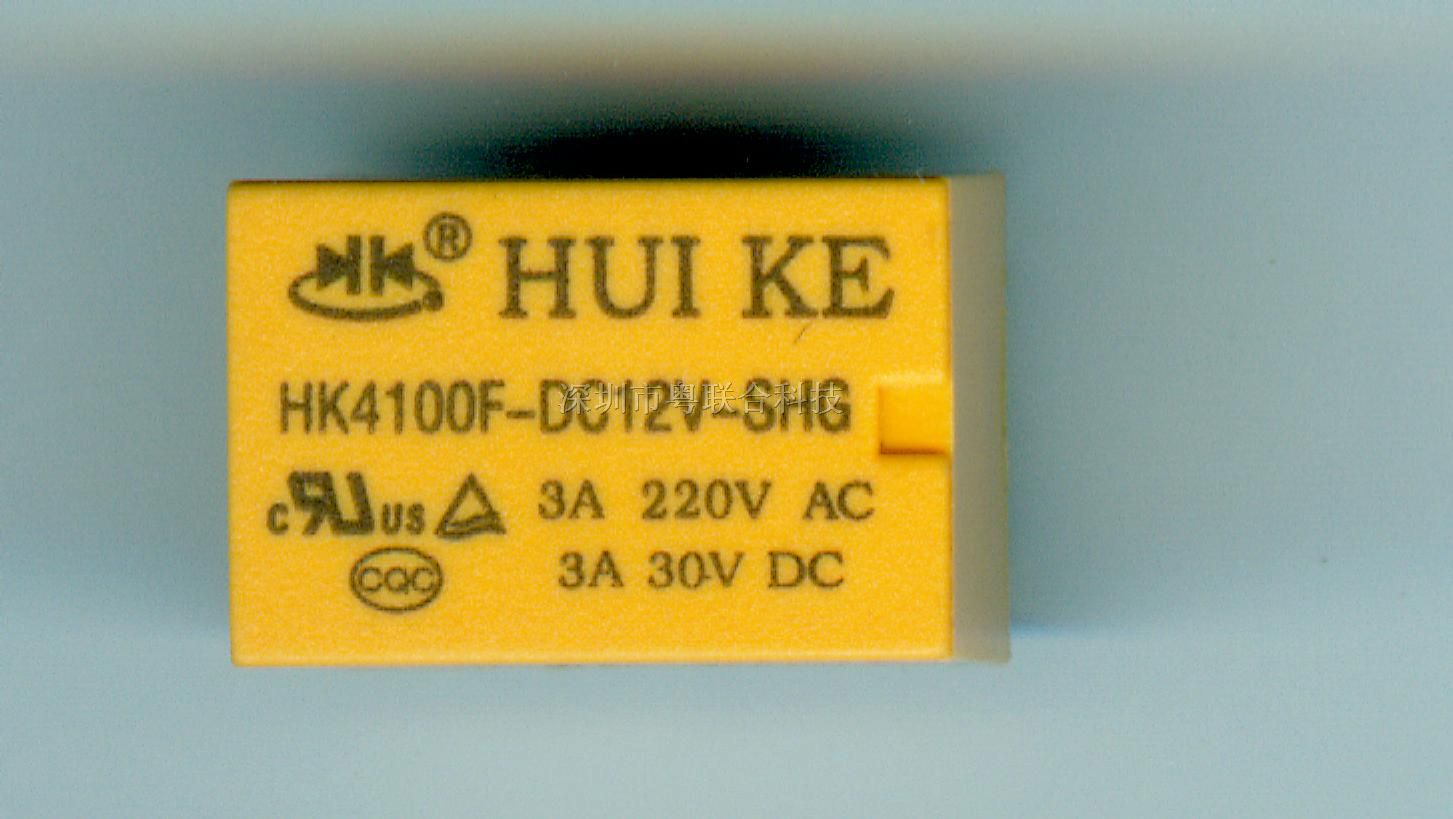 HK® HUI KE
HK4100F-DC12V-SHG
深圳市粤联合科技
cRUus 3A 220V AC
CQC 3A 30V DC